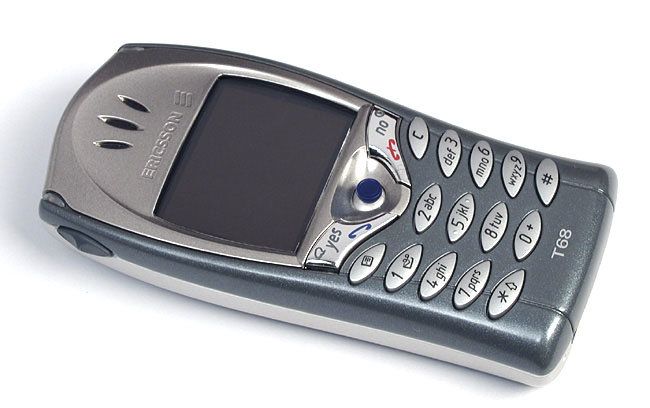 ERICSSON
YES
NO
C
1
2 abc
def 3
4 ghi
5 jkl
mno 6
7 pqrs
8 tuv
wxyz 9
*
0 +
#
T68